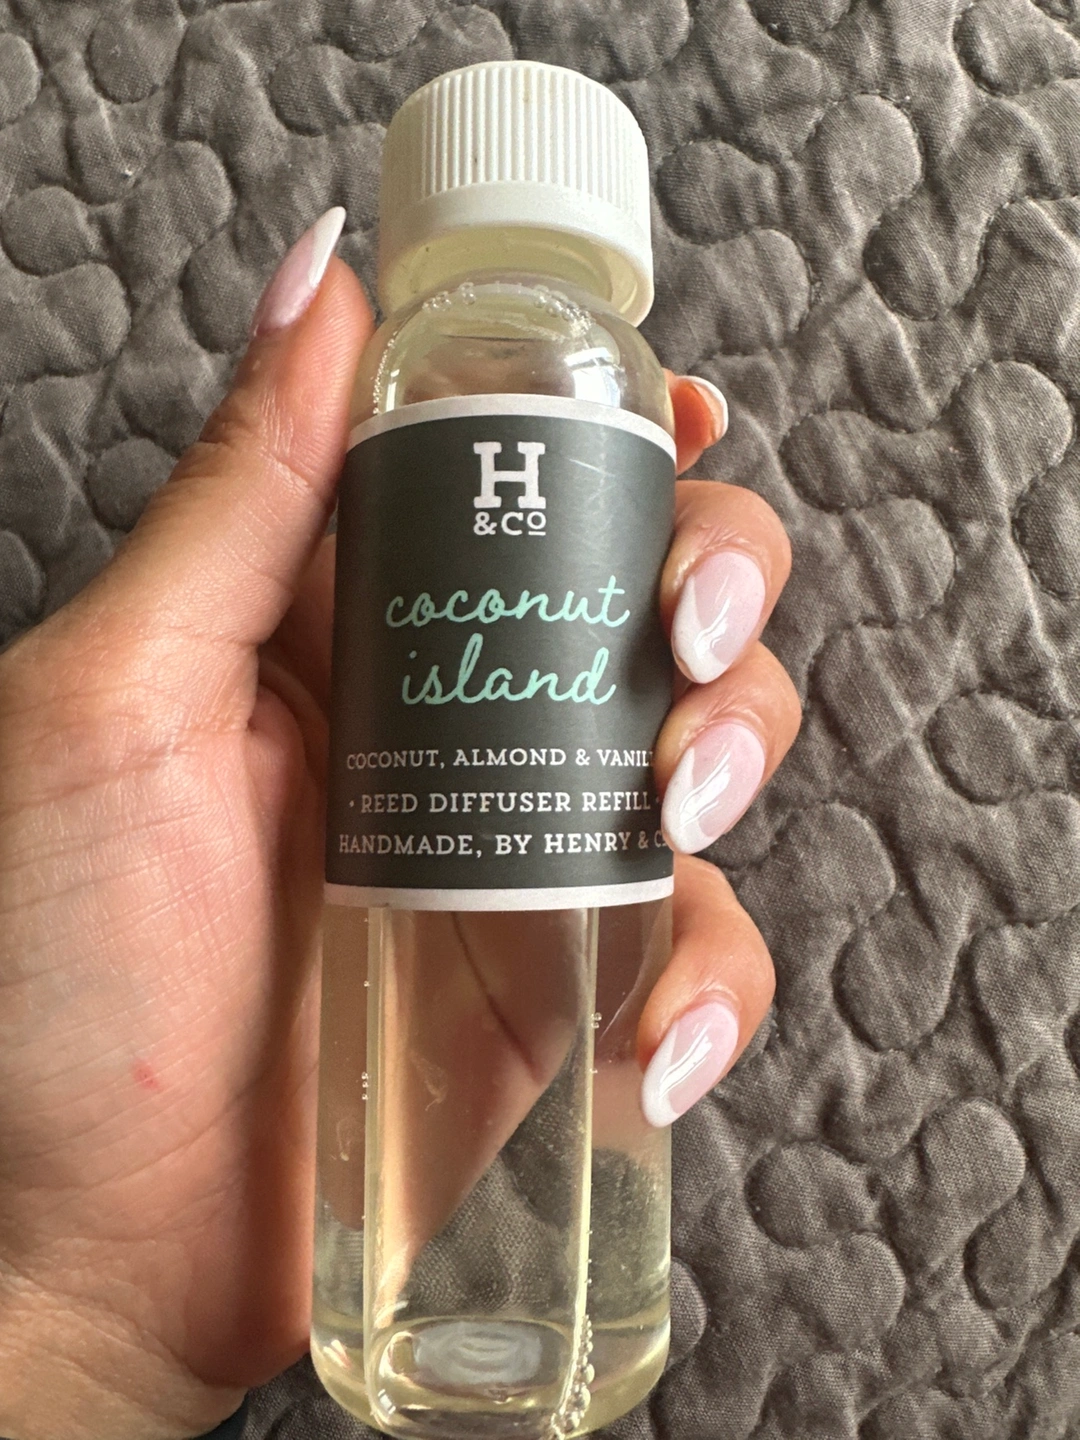 H
&Co
coconut
island
COCONUT, ALMOND &
• REED DIFFUSER REFILL •
HANDMADE, BY HENRY &